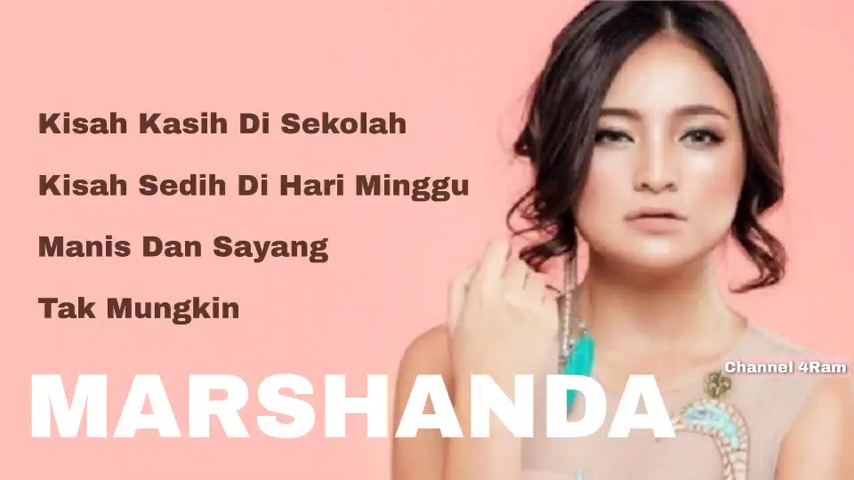 Kisah Kasih Di Sekolah
Kisah Sedih Di Hari Minggu
Manis Dan Sayang
Tak Mungkin
Channel 4Ram
MARSHANDA